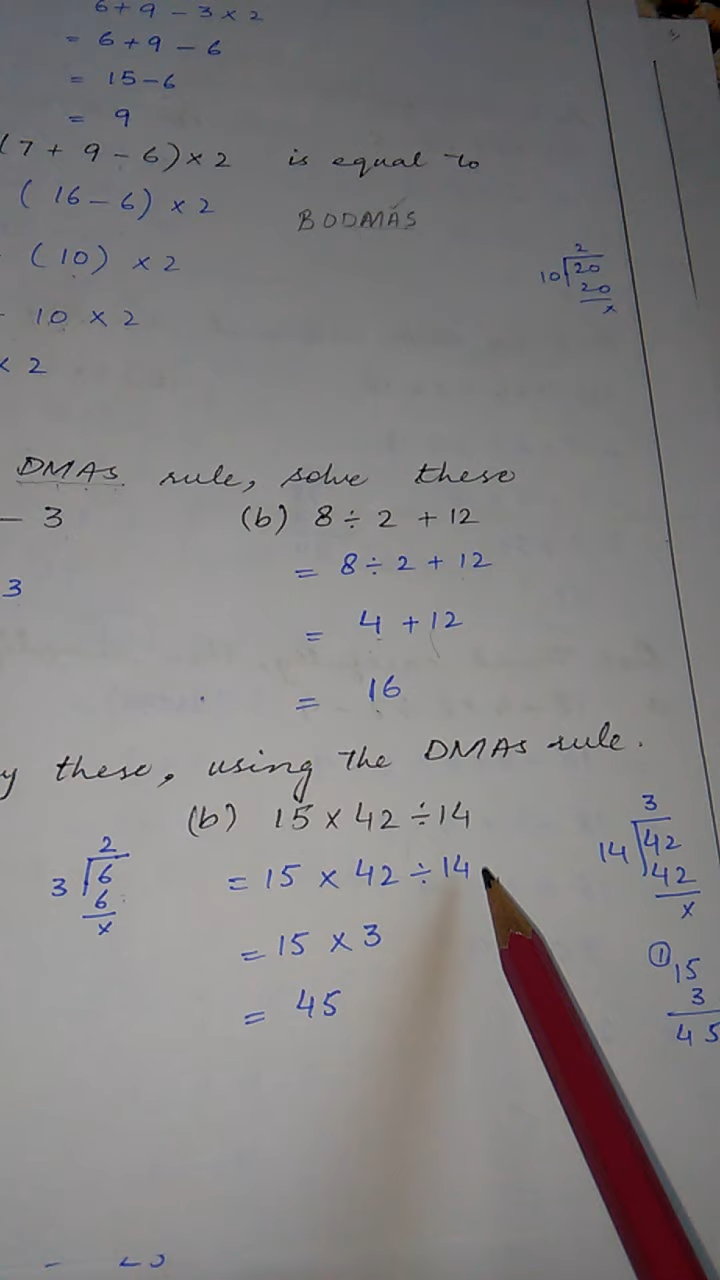 6 + 9 - 3 x 2
= 6 + 9 - 6
= 15 - 6
= 9
(7 + 9 - 6) x 2 is equal to
(16 - 6) x 2 BODMAS
(10) x 2
10 x 2
x 2
2
10 20
20
x
DMAS rule, solve these
- 3 (b) 8 ÷ 2 + 12
= 8 ÷ 2 + 12
3
= 4 + 12
= 16
y these, using the DMAS rule.
(b) 15 x 42 ÷ 14
2
3 6
6
x
= 15 x 42 ÷ 14
= 15 x 3
= 45
3
14 42
42
x
1 15
3
45